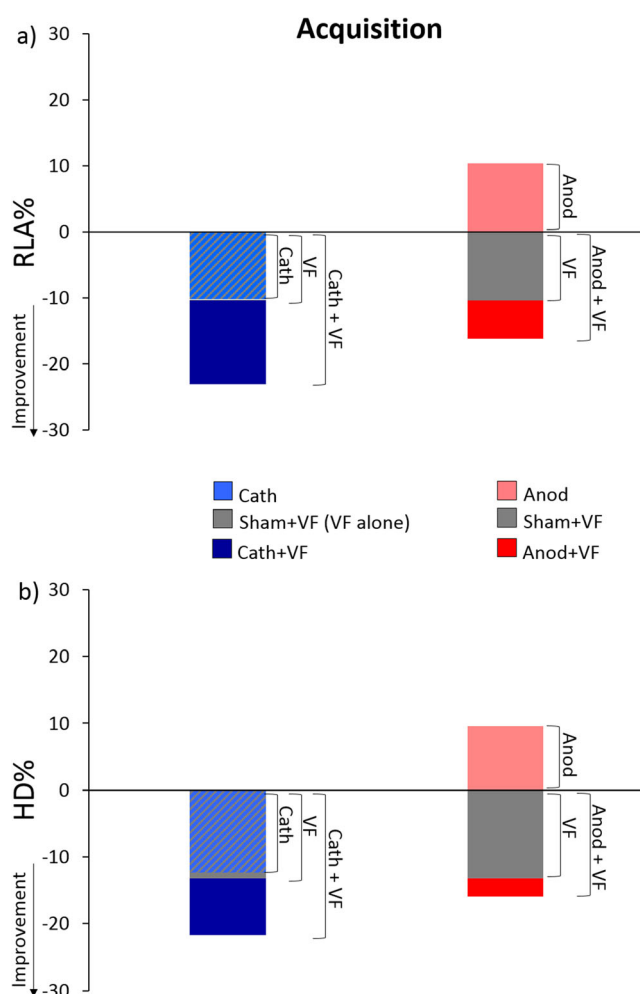 Acquisition
a)
30
20
10
0
-10
-20
-30
RLA%
Improvement
Cath
VF
Cath + VF
Anod
VF
Anod + VF
Cath
Sham+VF (VF alone)
Cath+VF
Anod
Sham+VF
Anod+VF
b)
30
20
10
0
-10
-20
-30
HD%
Improvement
Cath
VF
Cath + VF
Anod
VF
Anod + VF